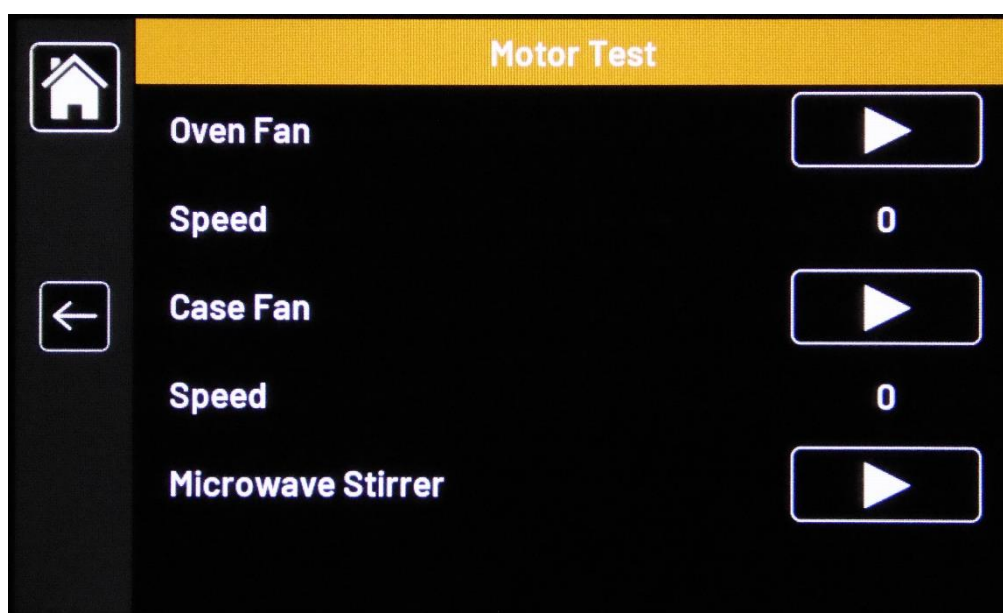 Motor Test
Oven Fan
Speed 0
Case Fan
Speed 0
Microwave Stirrer